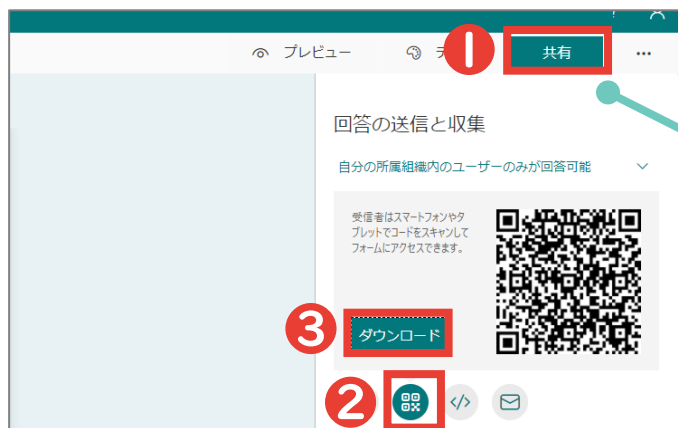 プレビュー
❶
共有
...
回答の送信と収集
自分の所属組織内のユーザーのみが回答可能
受信者はスマートフォンやタ
ブレットでコードをスキャンして
フォームにアクセスできます。
❸
ダウンロード
❷
</>